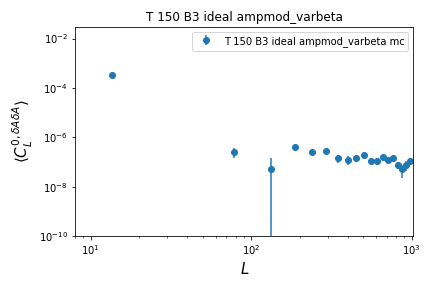 T 150 B3 ideal ampmod_varbeta
T 150 B3 ideal ampmod_varbeta mc
⟨C_L^{0, δAδA}⟩
10^{-2}
10^{-4}
10^{-6}
10^{-8}
10^{-10}
10^1 10^2 10^3
L